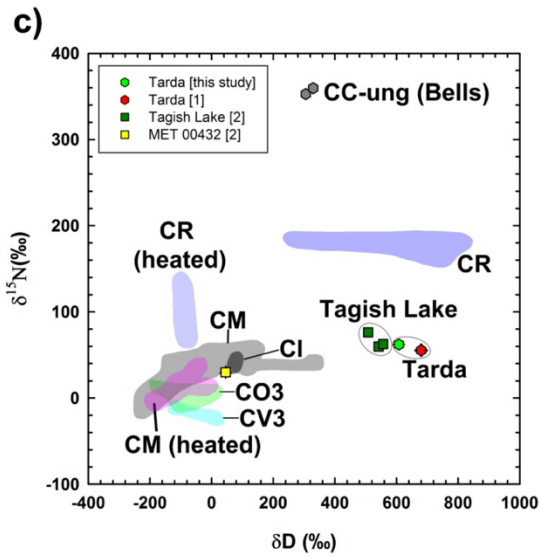 c)
400
300
200
100
0
-100
δ¹⁵N(‰)
Tarda [this study]
Tarda [1]
Tagish Lake [2]
MET 00432 [2]
CC-ung (Bells)
CR
(heated)
CR
CM
CI
Tagish Lake
Tarda
CO3
CV3
CM (heated)
-400 -200 0 200 400 600 800 1000
δD (‰)